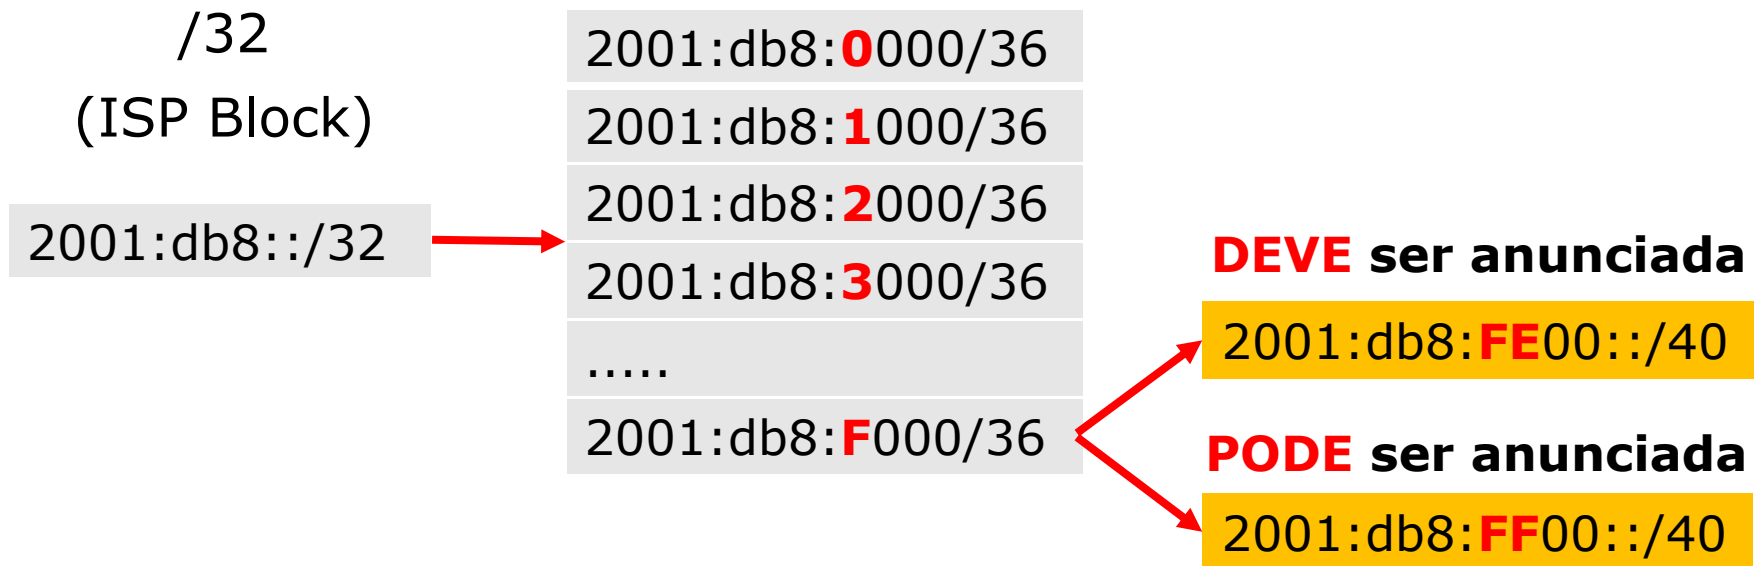 /32
(ISP Block)
2001:db8::/32
2001:db8:0000/36
2001:db8:1000/36
2001:db8:2000/36
2001:db8:3000/36
.....
2001:db8:F000/36
DEVE ser anunciada
2001:db8:FE00::/40
PODE ser anunciada
2001:db8:FF00::/40